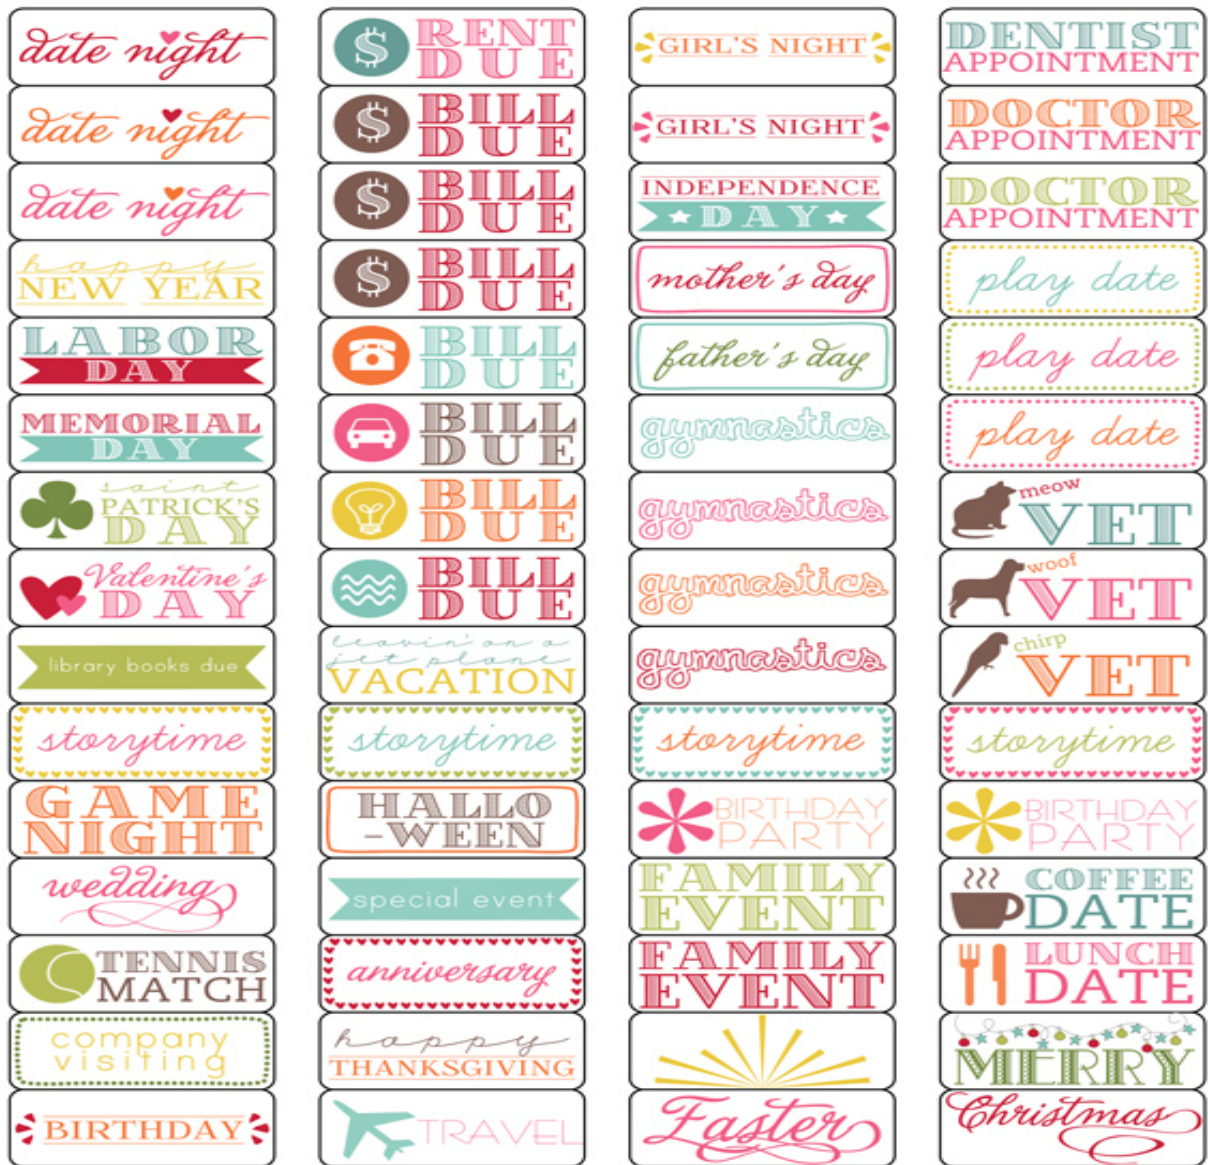 date night
date night
date night
happy
NEW YEAR
LABOR
DAY
MEMORIAL
DAY
saint
PATRICK'S
DAY
Valentine's
DAY
library books due
storytime
GAME
NIGHT
wedding
TENNIS
MATCH
company
visiting
BIRTHDAY
$ RENT
DUE
$ BILL
DUE
$ BILL
DUE
$ BILL
DUE
BILL
DUE
BILL
DUE
BILL
DUE
BILL
DUE
leavin' on a
jet plane
VACATION
storytime
HALLO
-WEEN
special event
anniversary
happy
THANKSGIVING
TRAVEL
GIRL'S NIGHT
GIRL'S NIGHT
INDEPENDENCE
DAY
mother's day
father's day
gymnastics
gymnastics
gymnastics
gymnastics
storytime
BIRTHDAY
PARTY
FAMILY
EVENT
FAMILY
EVENT
Easter
DENTIST
APPOINTMENT
DOCTOR
APPOINTMENT
DOCTOR
APPOINTMENT
play date
play date
play date
meow
VET
woof
VET
chirp
VET
storytime
BIRTHDAY
PARTY
COFFEE
DATE
LUNCH
DATE
MERRY
Christmas